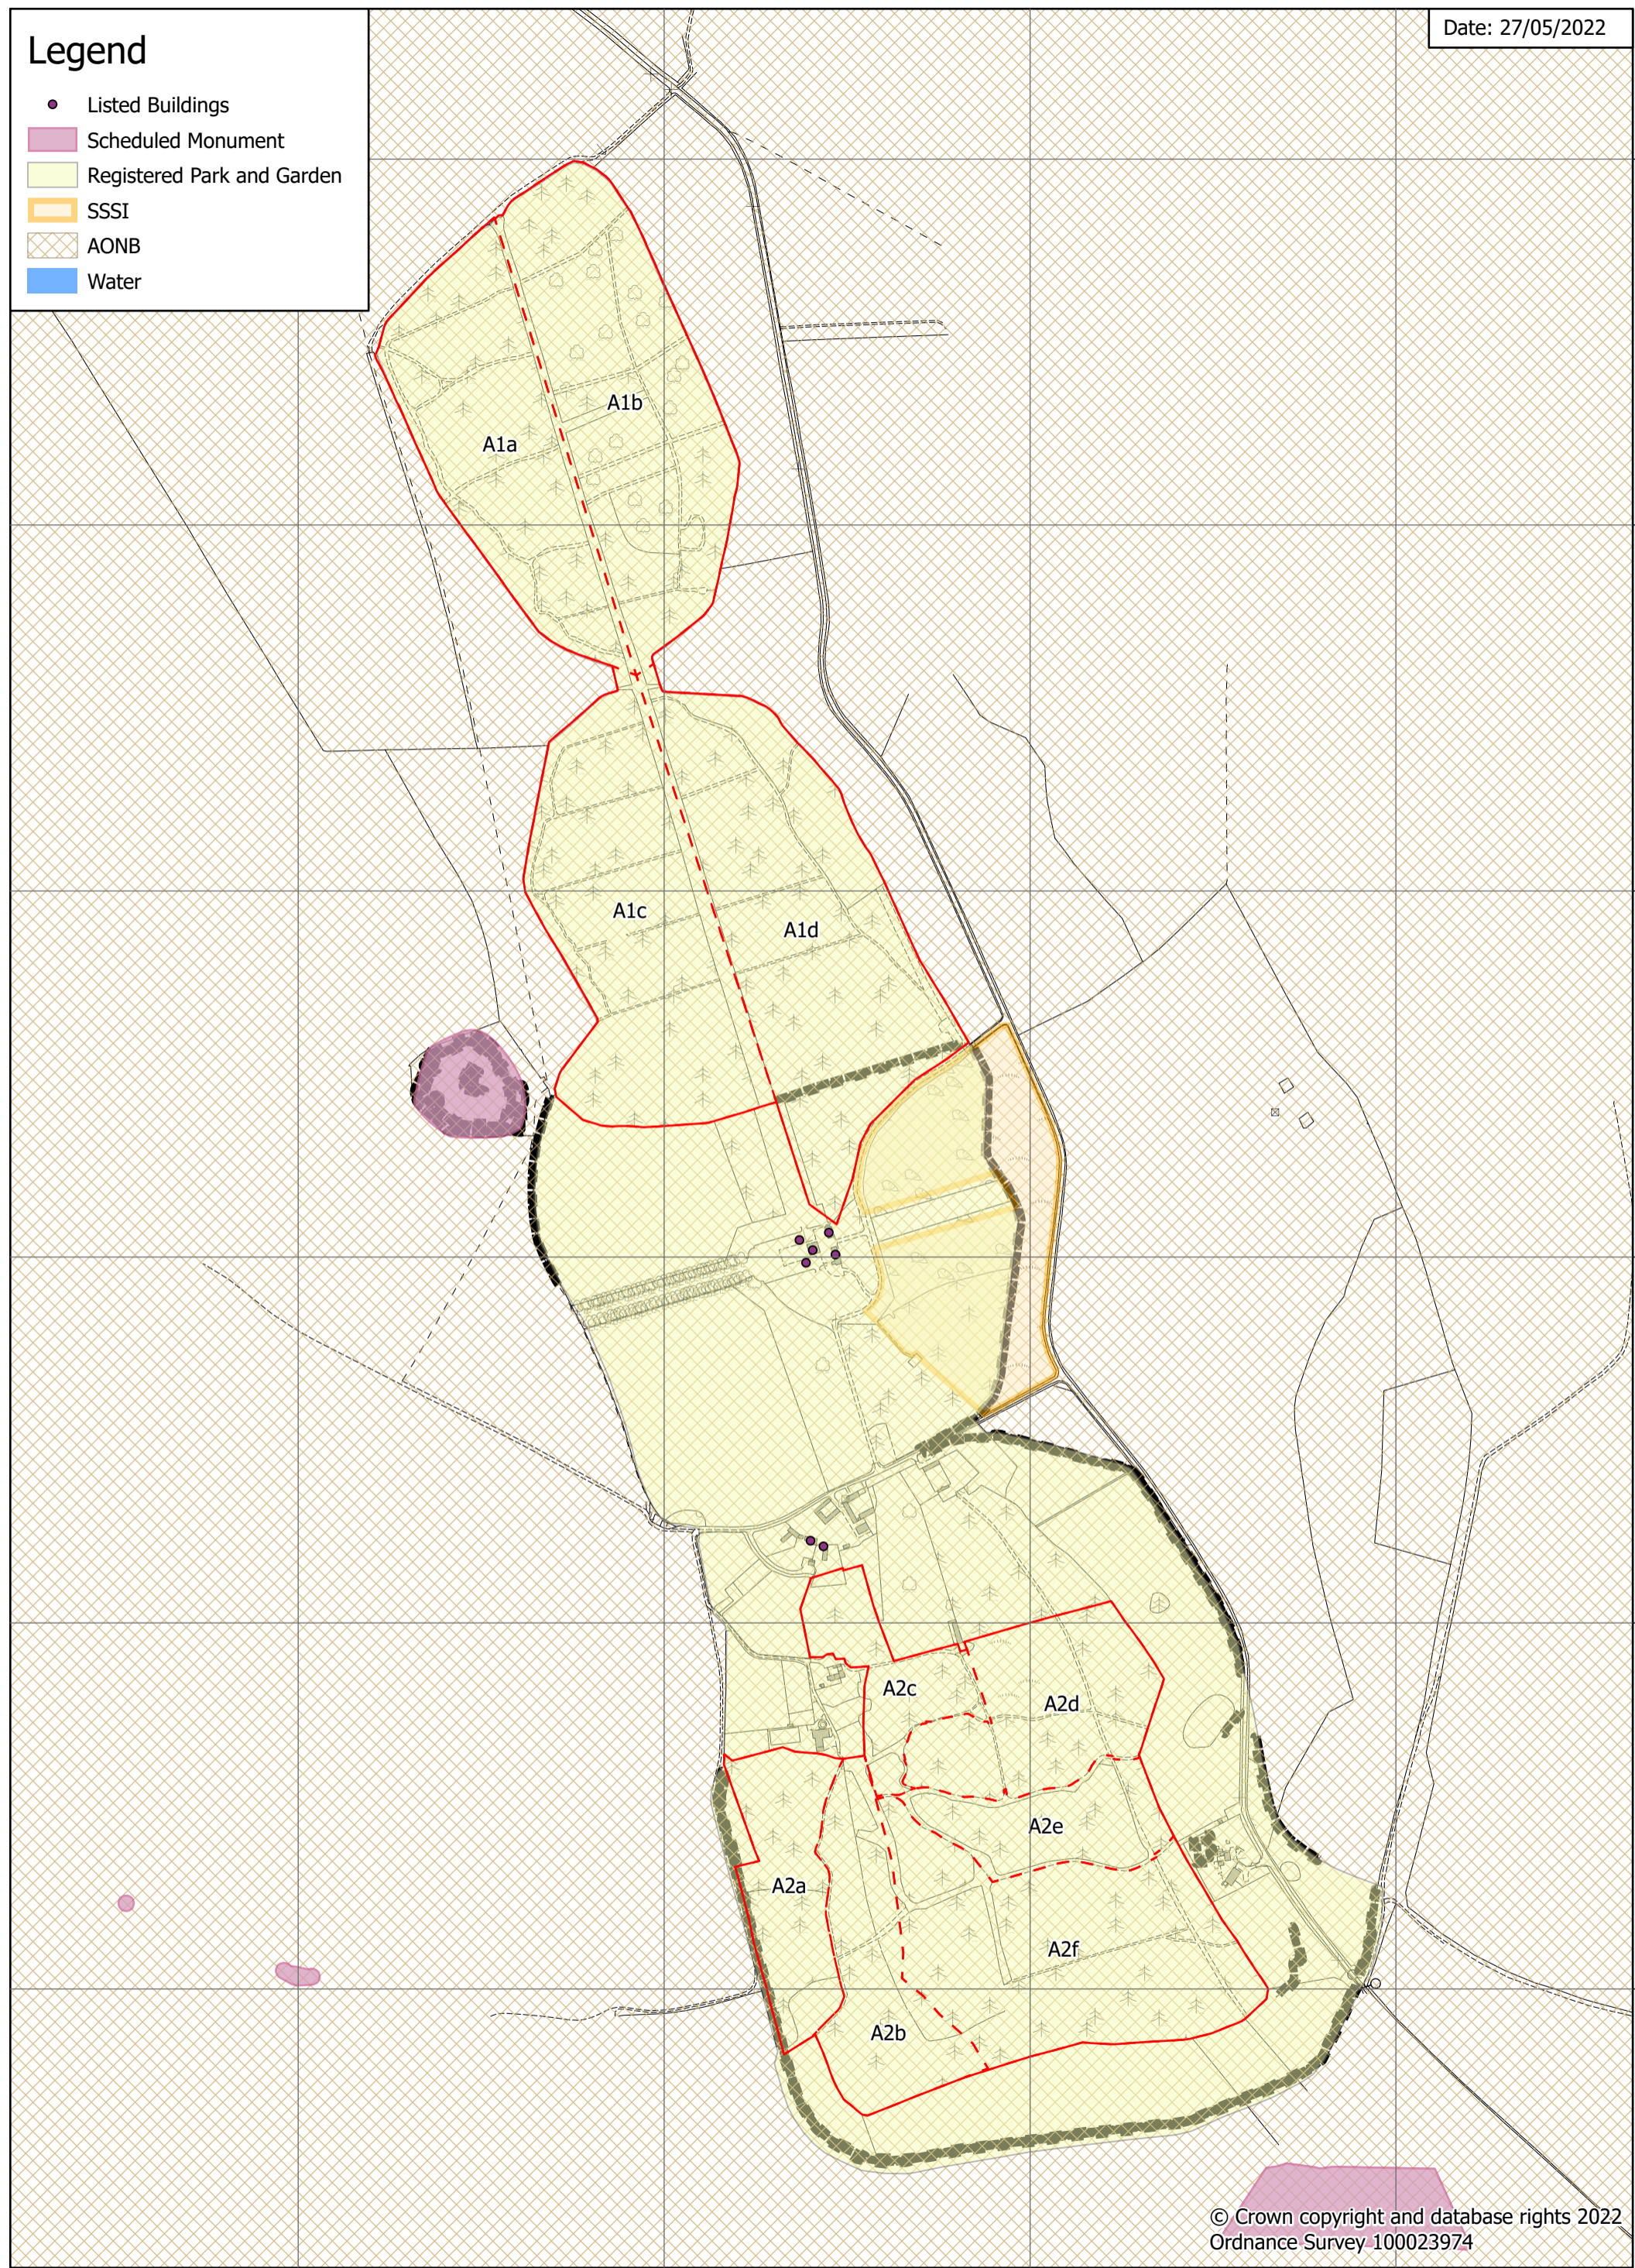 Legend
Listed Buildings
Scheduled Monument
Registered Park and Garden
SSSI
AONB
Water
Date: 27/05/2022
A1b
A1a
A1c
A1d
A2c
A2d
A2e
A2a
A2f
A2b
© Crown copyright and database rights 2022
Ordnance Survey 100023974